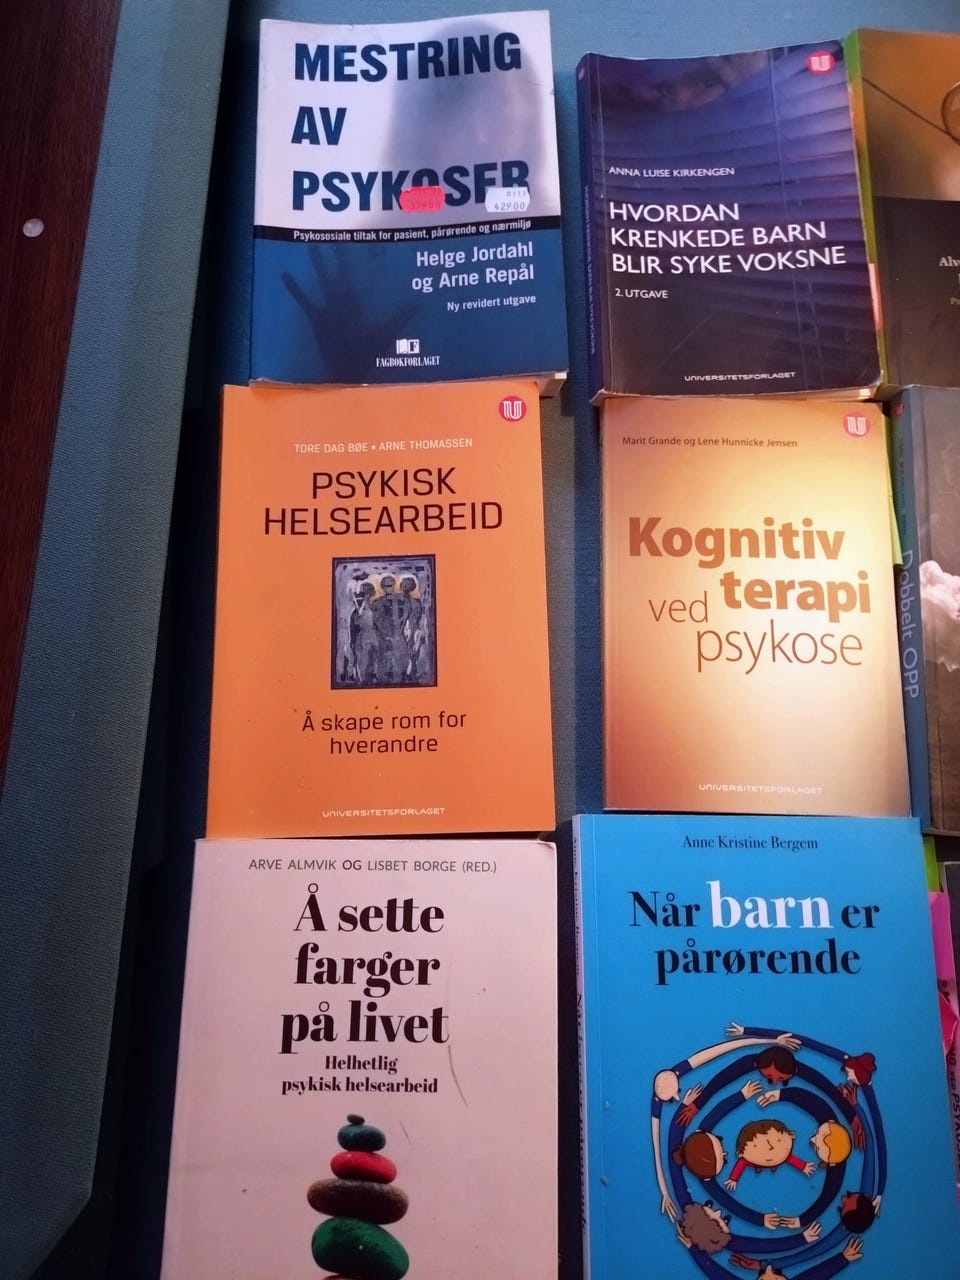 MESTRING
AV
PSYKOSER
379.00
0113
429.00
Psykososiale tiltak for pasient, pårørende og nærmiljø
Helge Jordahl
og Arne Repål
Ny revidert utgave
FAGBOKFORLAGET
ANNA LUISE KIRKENGEN
HVORDAN
KRENKEDE BARN
BLIR SYKE VOKSNE
2. UTGAVE
UNIVERSITETSFORLAGET
TORE DAG BØE • ARNE THOMASSEN
PSYKISK
HELSEARBEID
Å skape rom for
hverandre
UNIVERSITETSFORLAGET
Marit Grande og Lene Hunnicke Jensen
Kognitiv
ved terapi
psykose
UNIVERSITETSFORLAGET
Dobbelt OPP
ARVE ALMVIK OG LISBET BORGE (RED.)
Å sette
farger
på livet
Helhetlig
psykisk helsearbeid
Anne Kristine Bergem
Når barn er
pårørende